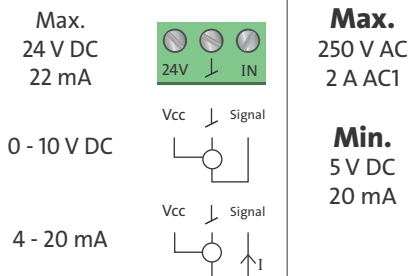 Max.
24 V DC
22 mA
24V IN
0 - 10 V DC
Vcc Signal
4 - 20 mA
Vcc Signal
I
Max.
250 V AC
2 A AC1
Min.
5 V DC
20 mA